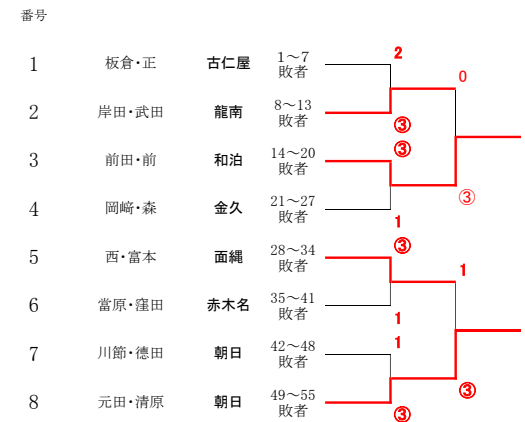 番号
1 板倉・正 古仁屋 1～7 敗者
2 岸田・武田 龍南 8～13 敗者
3 前田・前 和泊 14～20 敗者
4 岡﨑・森 金久 21～27 敗者
5 西・富本 面縄 28～34 敗者
6 當原・窪田 赤木名 35～41 敗者
7 川節・德田 朝日 42～48 敗者
8 元田・清原 朝日 49～55 敗者
2
0
③
③
③
1
③
1
1
1
③
③